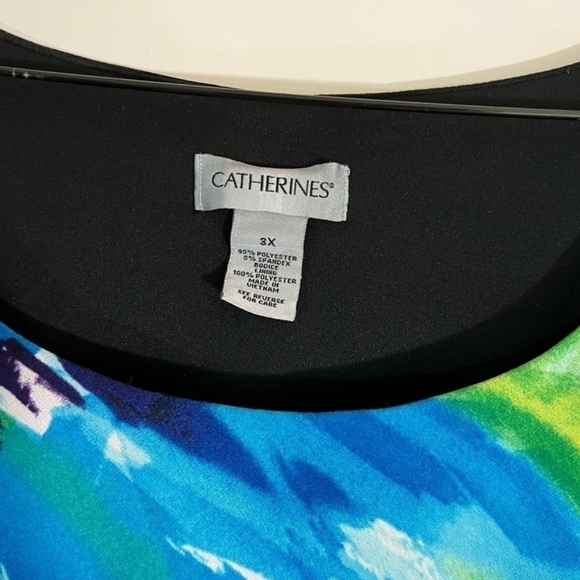 CATHERINES®
3X
95% POLYESTER
5% SPANDEX
BODICE
LINING
100% POLYESTER
MADE IN
VIETNAM
SEE REVERSE
FOR CARE